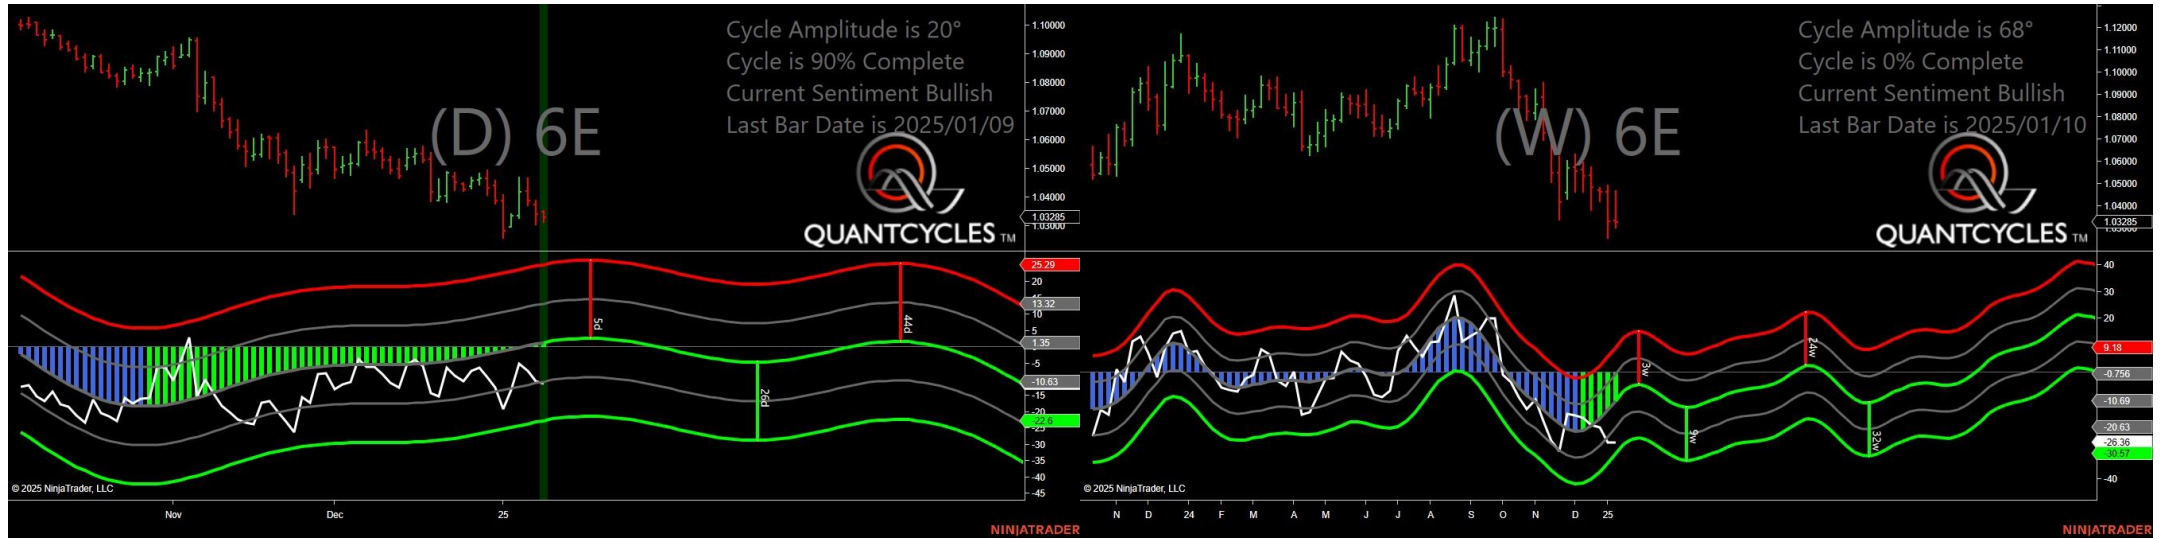 Cycle Amplitude is 20°
Cycle is 90% Complete
Current Sentiment Bullish
Last Bar Date is 2025/01/09
(D) 6E
QUANTCYCLES TM
1.10000
1.09000
1.08000
1.07000
1.06000
1.05000
1.04000
1.03285
1.03000
25.29
20
13.32
10
5
1.35
-5
-10.63
-15
-20
-22.6
-25
-30
-35
-40
-45
5d
26d
44d
© 2025 NinjaTrader, LLC
Nov
Dec
25
NINJATRADER
Cycle Amplitude is 68°
Cycle is 0% Complete
Current Sentiment Bullish
Last Bar Date is 2025/01/10
(W) 6E
QUANTCYCLES TM
1.12000
1.11000
1.10000
1.09000
1.08000
1.07000
1.06000
1.05000
1.04000
1.03285
40
30
20
9.18
-0.756
-10.69
-20.63
-26.36
-30.57
-40
3w
9w
24w
32w
© 2025 NinjaTrader, LLC
N
D
24
F
M
A
M
J
J
A
S
O
N
D
25
NINJATRADER